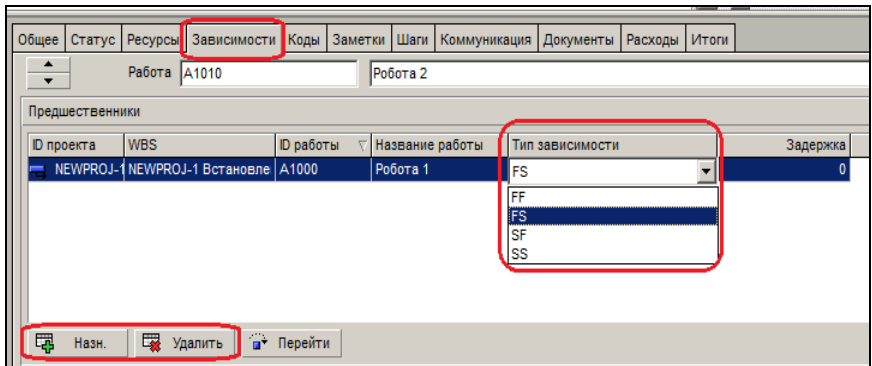 Общее Статус Ресурсы Зависимости Коды Заметки Шаги Коммуникация Документы Расходы Итоги
Работа A1010 Робота 2
Предшественники
ID проекта WBS ID работы Название работы Тип зависимости Задержка
NEWPROJ-1 NEWPROJ-1 Встановле A1000 Робота 1 FS 0
FF
FS
SF
SS
Назн. Удалить Перейти